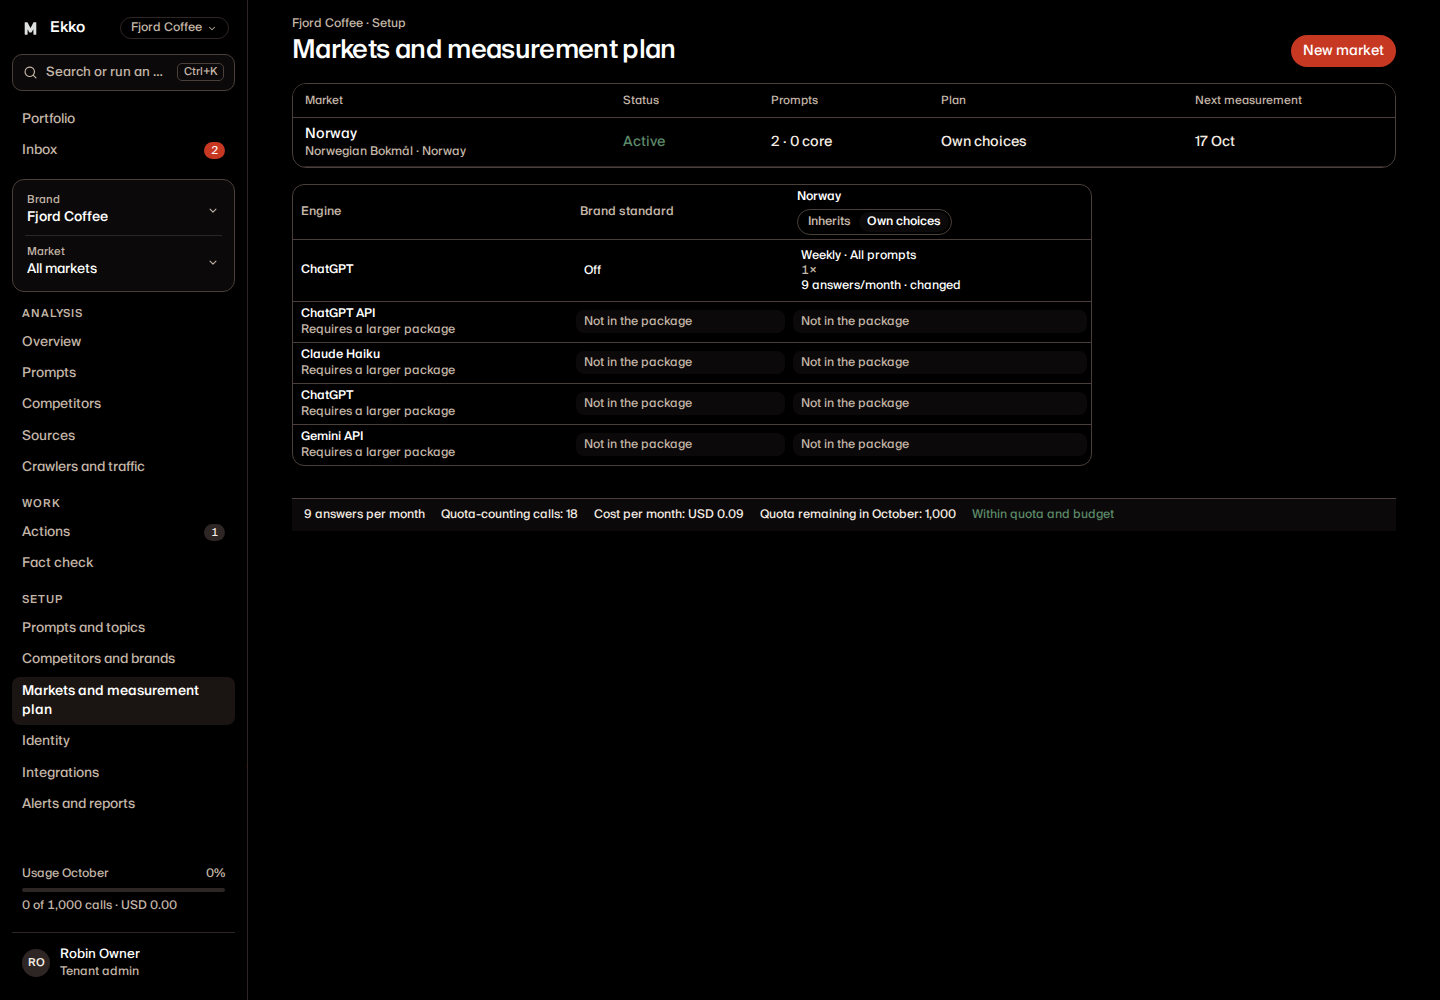 Ekko
Fjord Coffee
Search or run an ...
Ctrl+K
Portfolio
Inbox
2
Brand
Fjord Coffee
Market
All markets
ANALYSIS
Overview
Prompts
Competitors
Sources
Crawlers and traffic
WORK
Actions
1
Fact check
SETUP
Prompts and topics
Competitors and brands
Markets and measurement
plan
Identity
Integrations
Alerts and reports
Usage October
0%
0 of 1,000 calls · USD 0.00
RO
Robin Owner
Tenant admin
Fjord Coffee · Setup
Markets and measurement plan
New market
Market Status Prompts Plan Next measurement
Norway
Norwegian Bokmål · Norway
Active
2 · 0 core
Own choices
17 Oct
Engine
Brand standard
Norway
Inherits
Own choices
ChatGPT
Off
Weekly · All prompts
1×
9 answers/month · changed
ChatGPT API
Requires a larger package
Not in the package
Not in the package
Claude Haiku
Requires a larger package
Not in the package
Not in the package
ChatGPT
Requires a larger package
Not in the package
Not in the package
Gemini API
Requires a larger package
Not in the package
Not in the package
9 answers per month Quota-counting calls: 18 Cost per month: USD 0.09 Quota remaining in October: 1,000 Within quota and budget